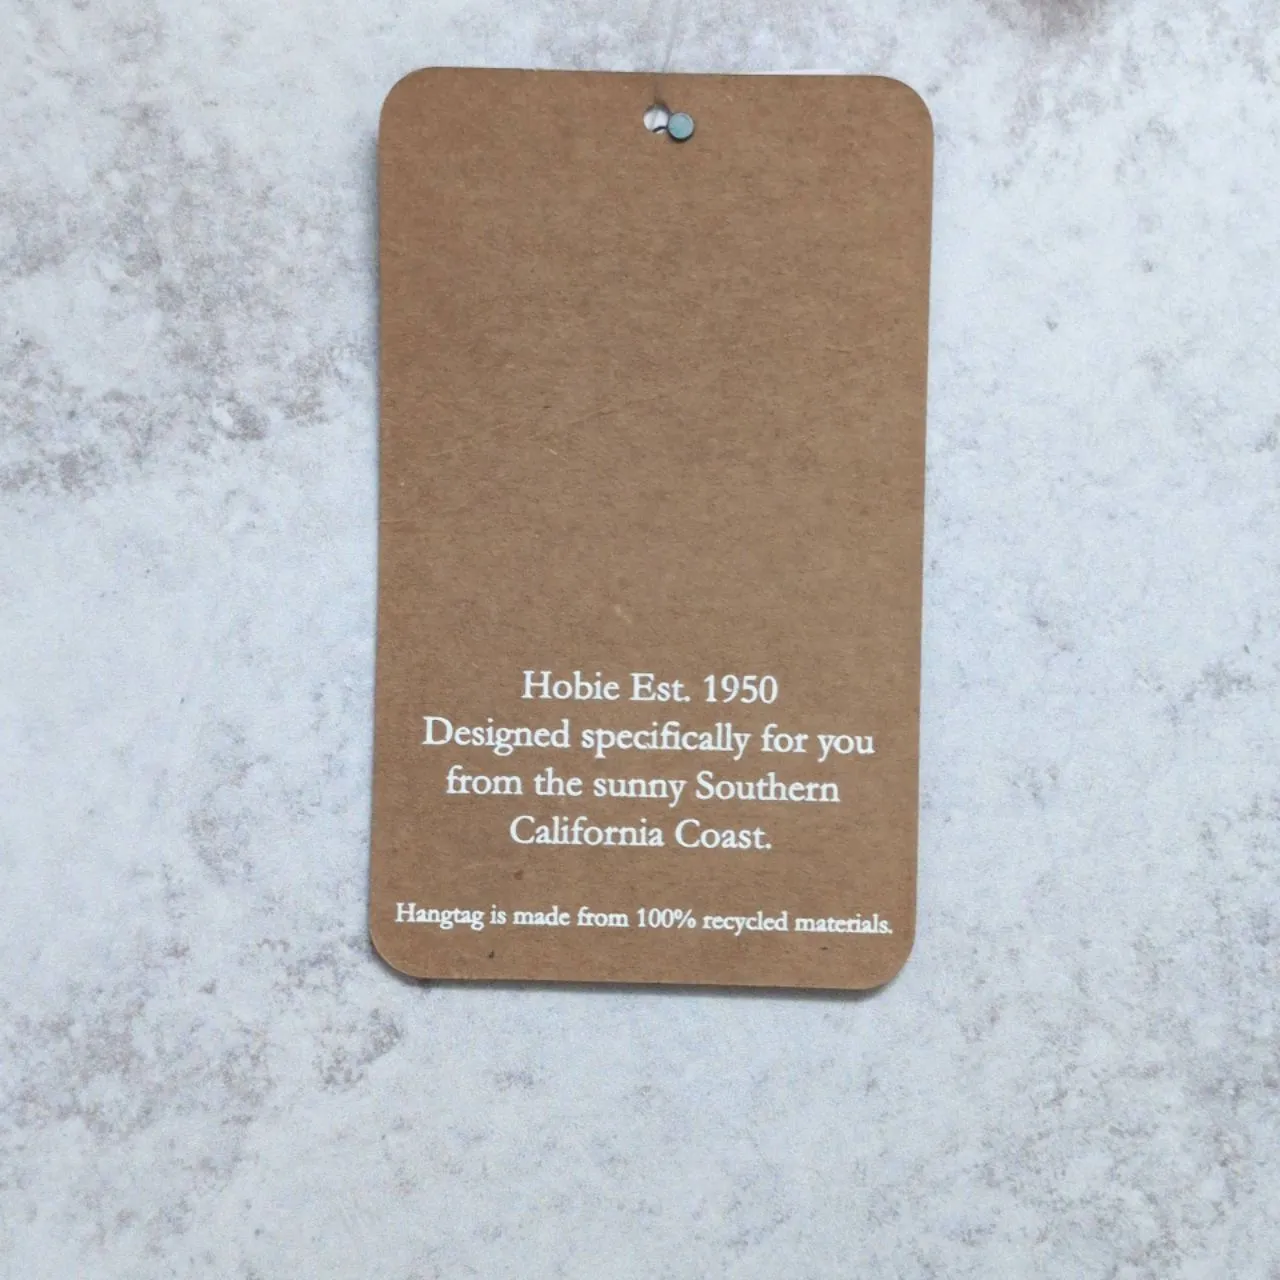 Hobie Est. 1950
Designed specifically for you
from the sunny Southern
California Coast.
Hangtag is made from 100% recycled materials.